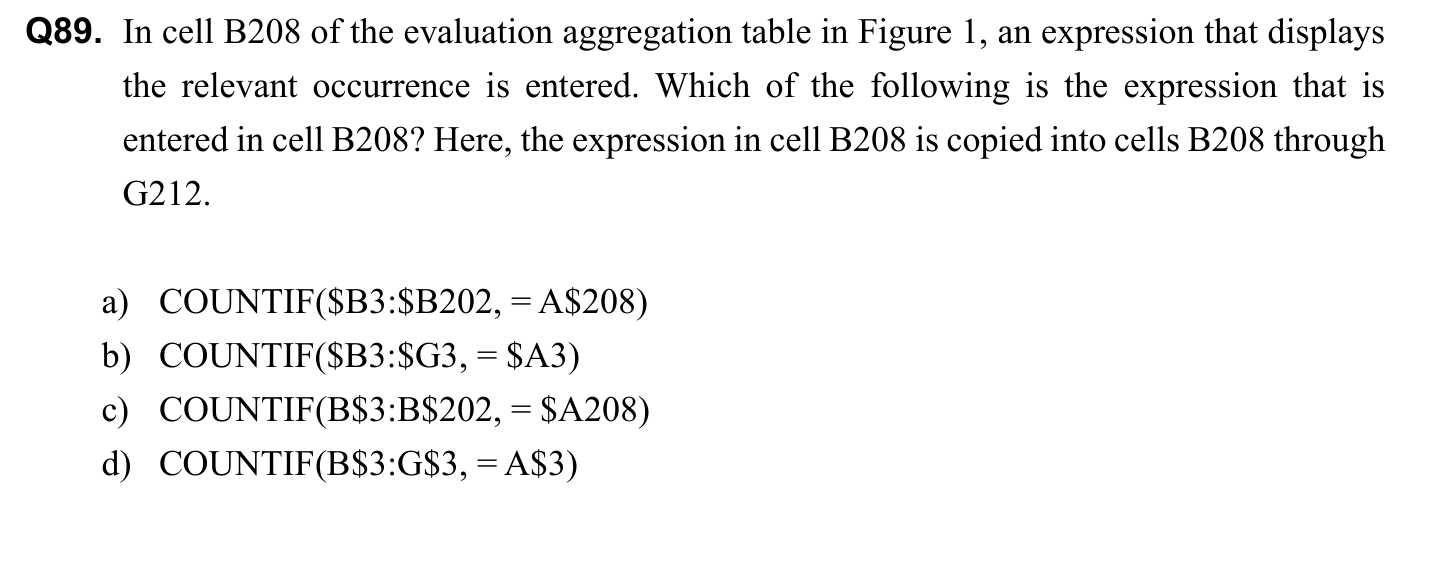 Q89. In cell B208 of the evaluation aggregation table in Figure 1, an expression that displays
the relevant occurrence is entered. Which of the following is the expression that is
entered in cell B208? Here, the expression in cell B208 is copied into cells B208 through
G212.
a) COUNTIF($B3:$B202, = A$208)
b) COUNTIF($B3:$G3, = $A3)
c) COUNTIF(B$3:B$202, = $A208)
d) COUNTIF(B$3:G$3, = A$3)